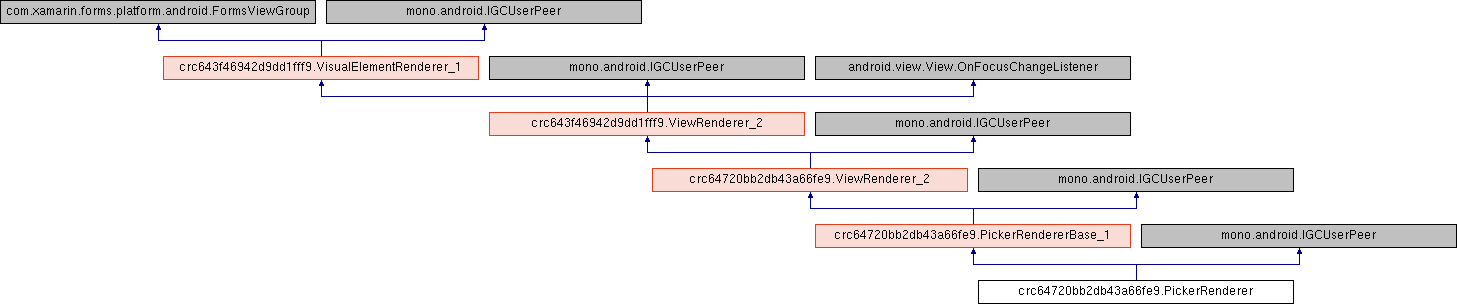 com.xamarin.forms.platform.android.FormsViewGroup
mono.android.IGCUserPeer
crc643f46942d9dd1fff9.VisualElementRenderer_1
mono.android.IGCUserPeer
android.view.View.OnFocusChangeListener
crc643f46942d9dd1fff9.ViewRenderer_2
mono.android.IGCUserPeer
crc64720bb2db43a66fe9.ViewRenderer_2
mono.android.IGCUserPeer
crc64720bb2db43a66fe9.PickerRendererBase_1
mono.android.IGCUserPeer
crc64720bb2db43a66fe9.PickerRenderer